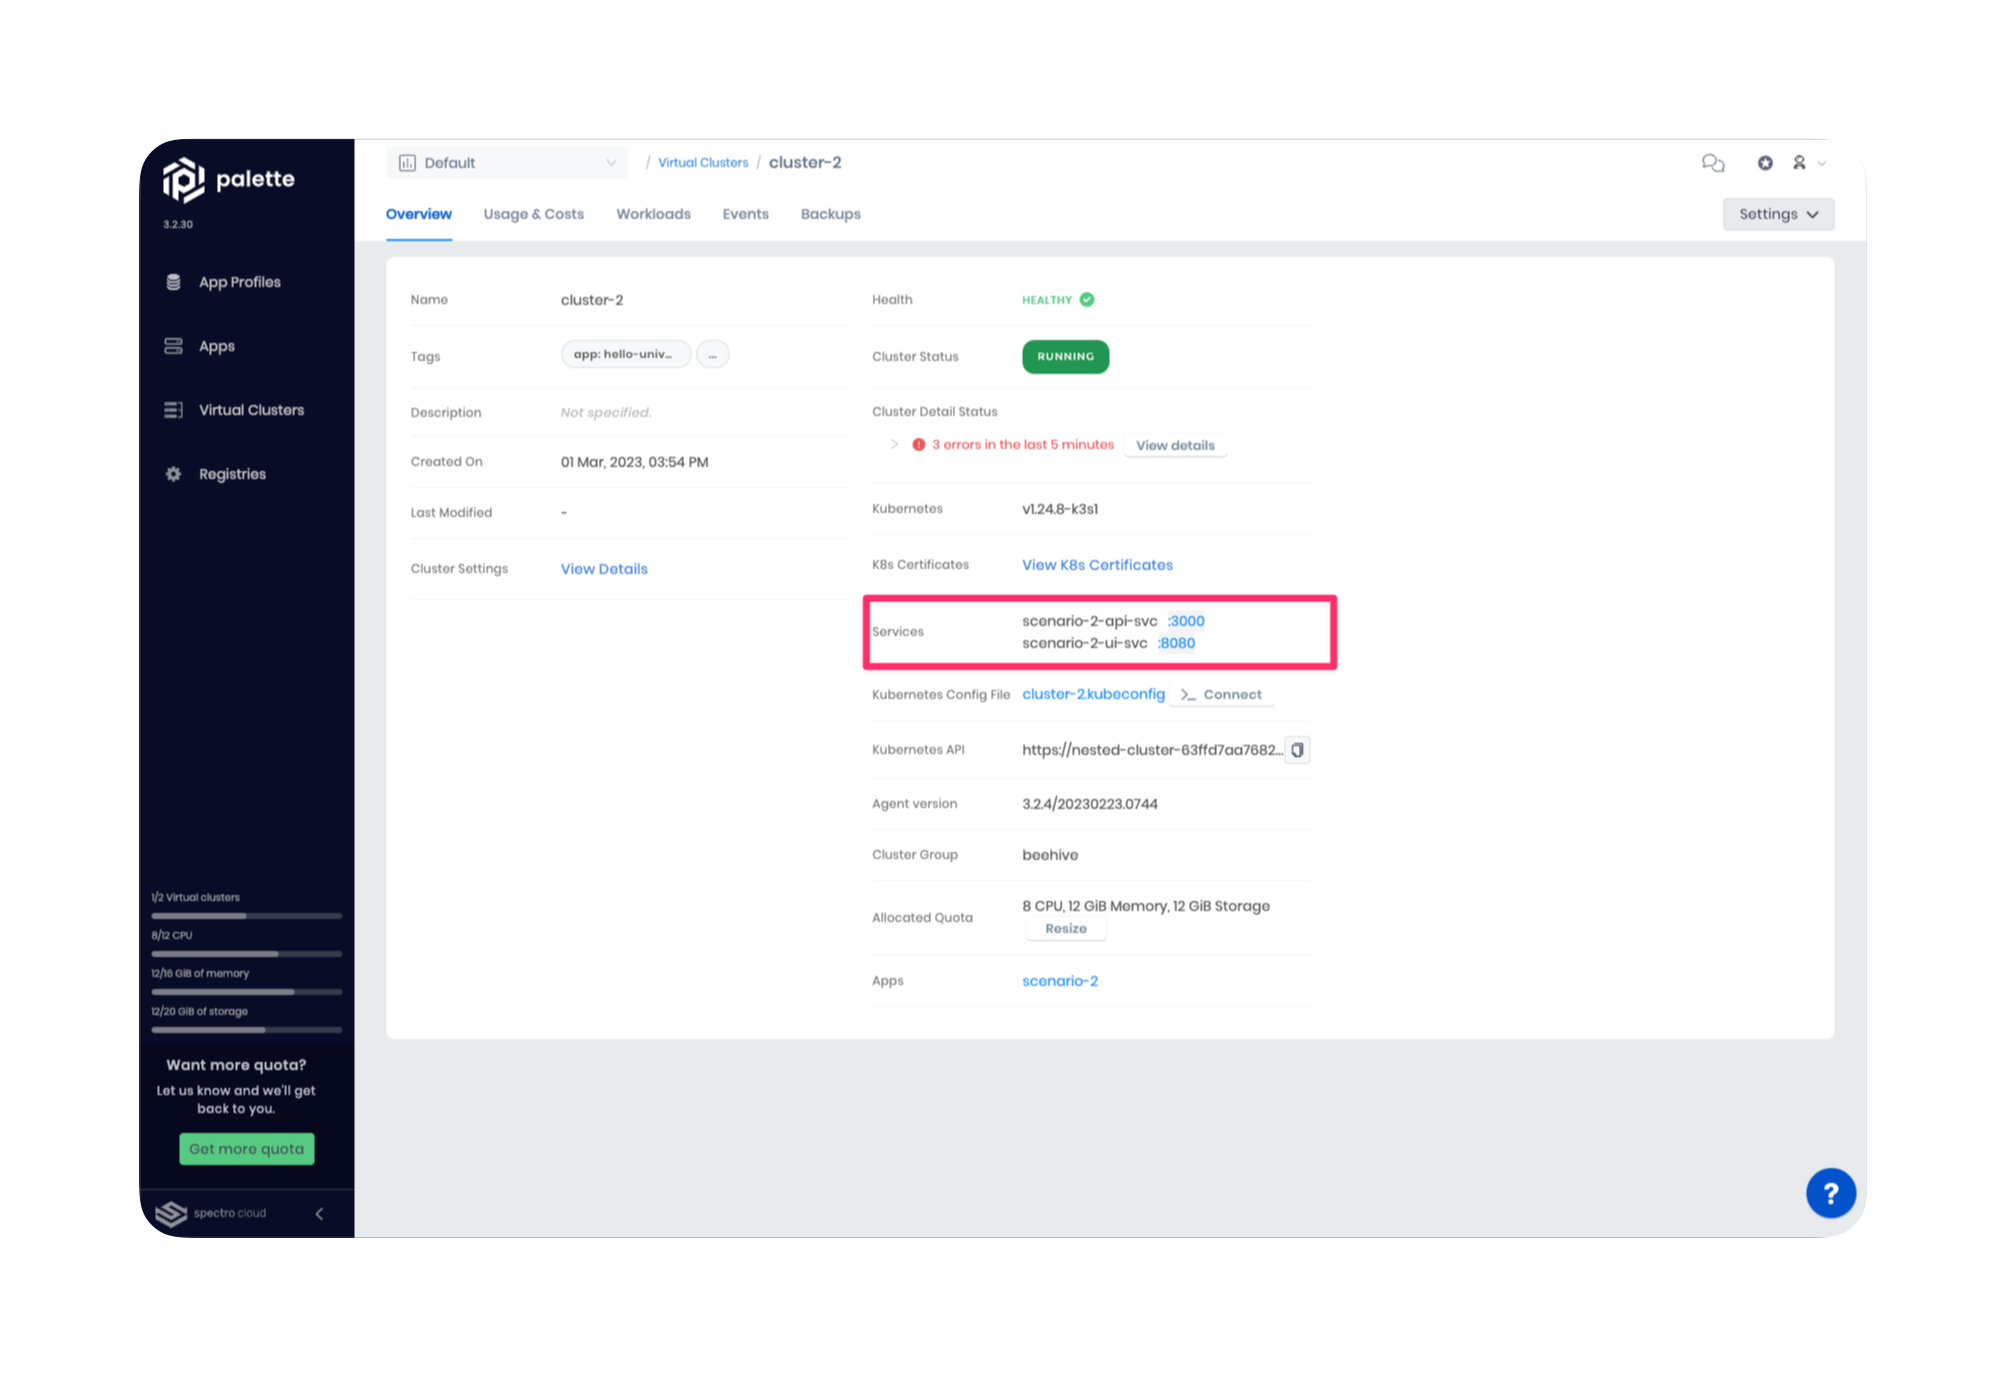 palette
3.2.30
App Profiles
Apps
Virtual Clusters
Registries
1/2 Virtual clusters
8/12 CPU
12/16 GiB of memory
12/20 GiB of storage
Want more quota?
Let us know and we'll get
back to you.
Get more quota
spectro cloud
Default / Virtual Clusters / cluster-2
Overview Usage & Costs Workloads Events Backups
Settings
Name cluster-2
Tags app: hello-univ... ...
Description Not specified.
Created On 01 Mar, 2023, 03:54 PM
Last Modified -
Cluster Settings View Details
Health HEALTHY
Cluster Status RUNNING
Cluster Detail Status
3 errors in the last 5 minutes View details
Kubernetes v1.24.8-k3s1
K8s Certificates View K8s Certificates
Services
scenario-2-api-svc :3000
scenario-2-ui-svc :8080
Kubernetes Config File cluster-2.kubeconfig >_ Connect
Kubernetes API https://nested-cluster-63ffd7aa7682...
Agent version 3.2.4/20230223.0744
Cluster Group beehive
Allocated Quota 8 CPU, 12 GiB Memory, 12 GiB Storage
Resize
Apps scenario-2
?